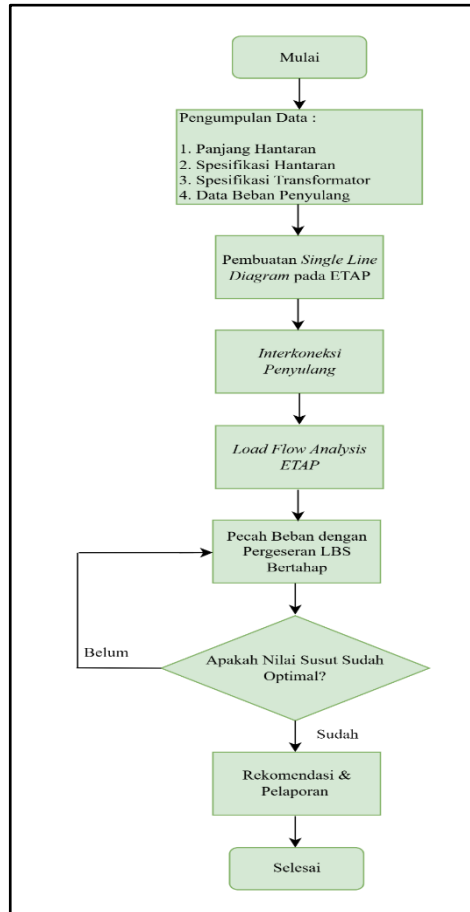 Mulai
Pengumpulan Data :
1. Panjang Hantaran
2. Spesifikasi Hantaran
3. Spesifikasi Transformator
4. Data Beban Penyulang
Pembuatan Single Line
Diagram pada ETAP
Interkoneksi
Penyulang
Load Flow Analysis
ETAP
Pecah Beban dengan
Pergeseran LBS
Bertahap
Belum
Apakah Nilai Susut Sudah
Optimal?
Sudah
Rekomendasi &
Pelaporan
Selesai